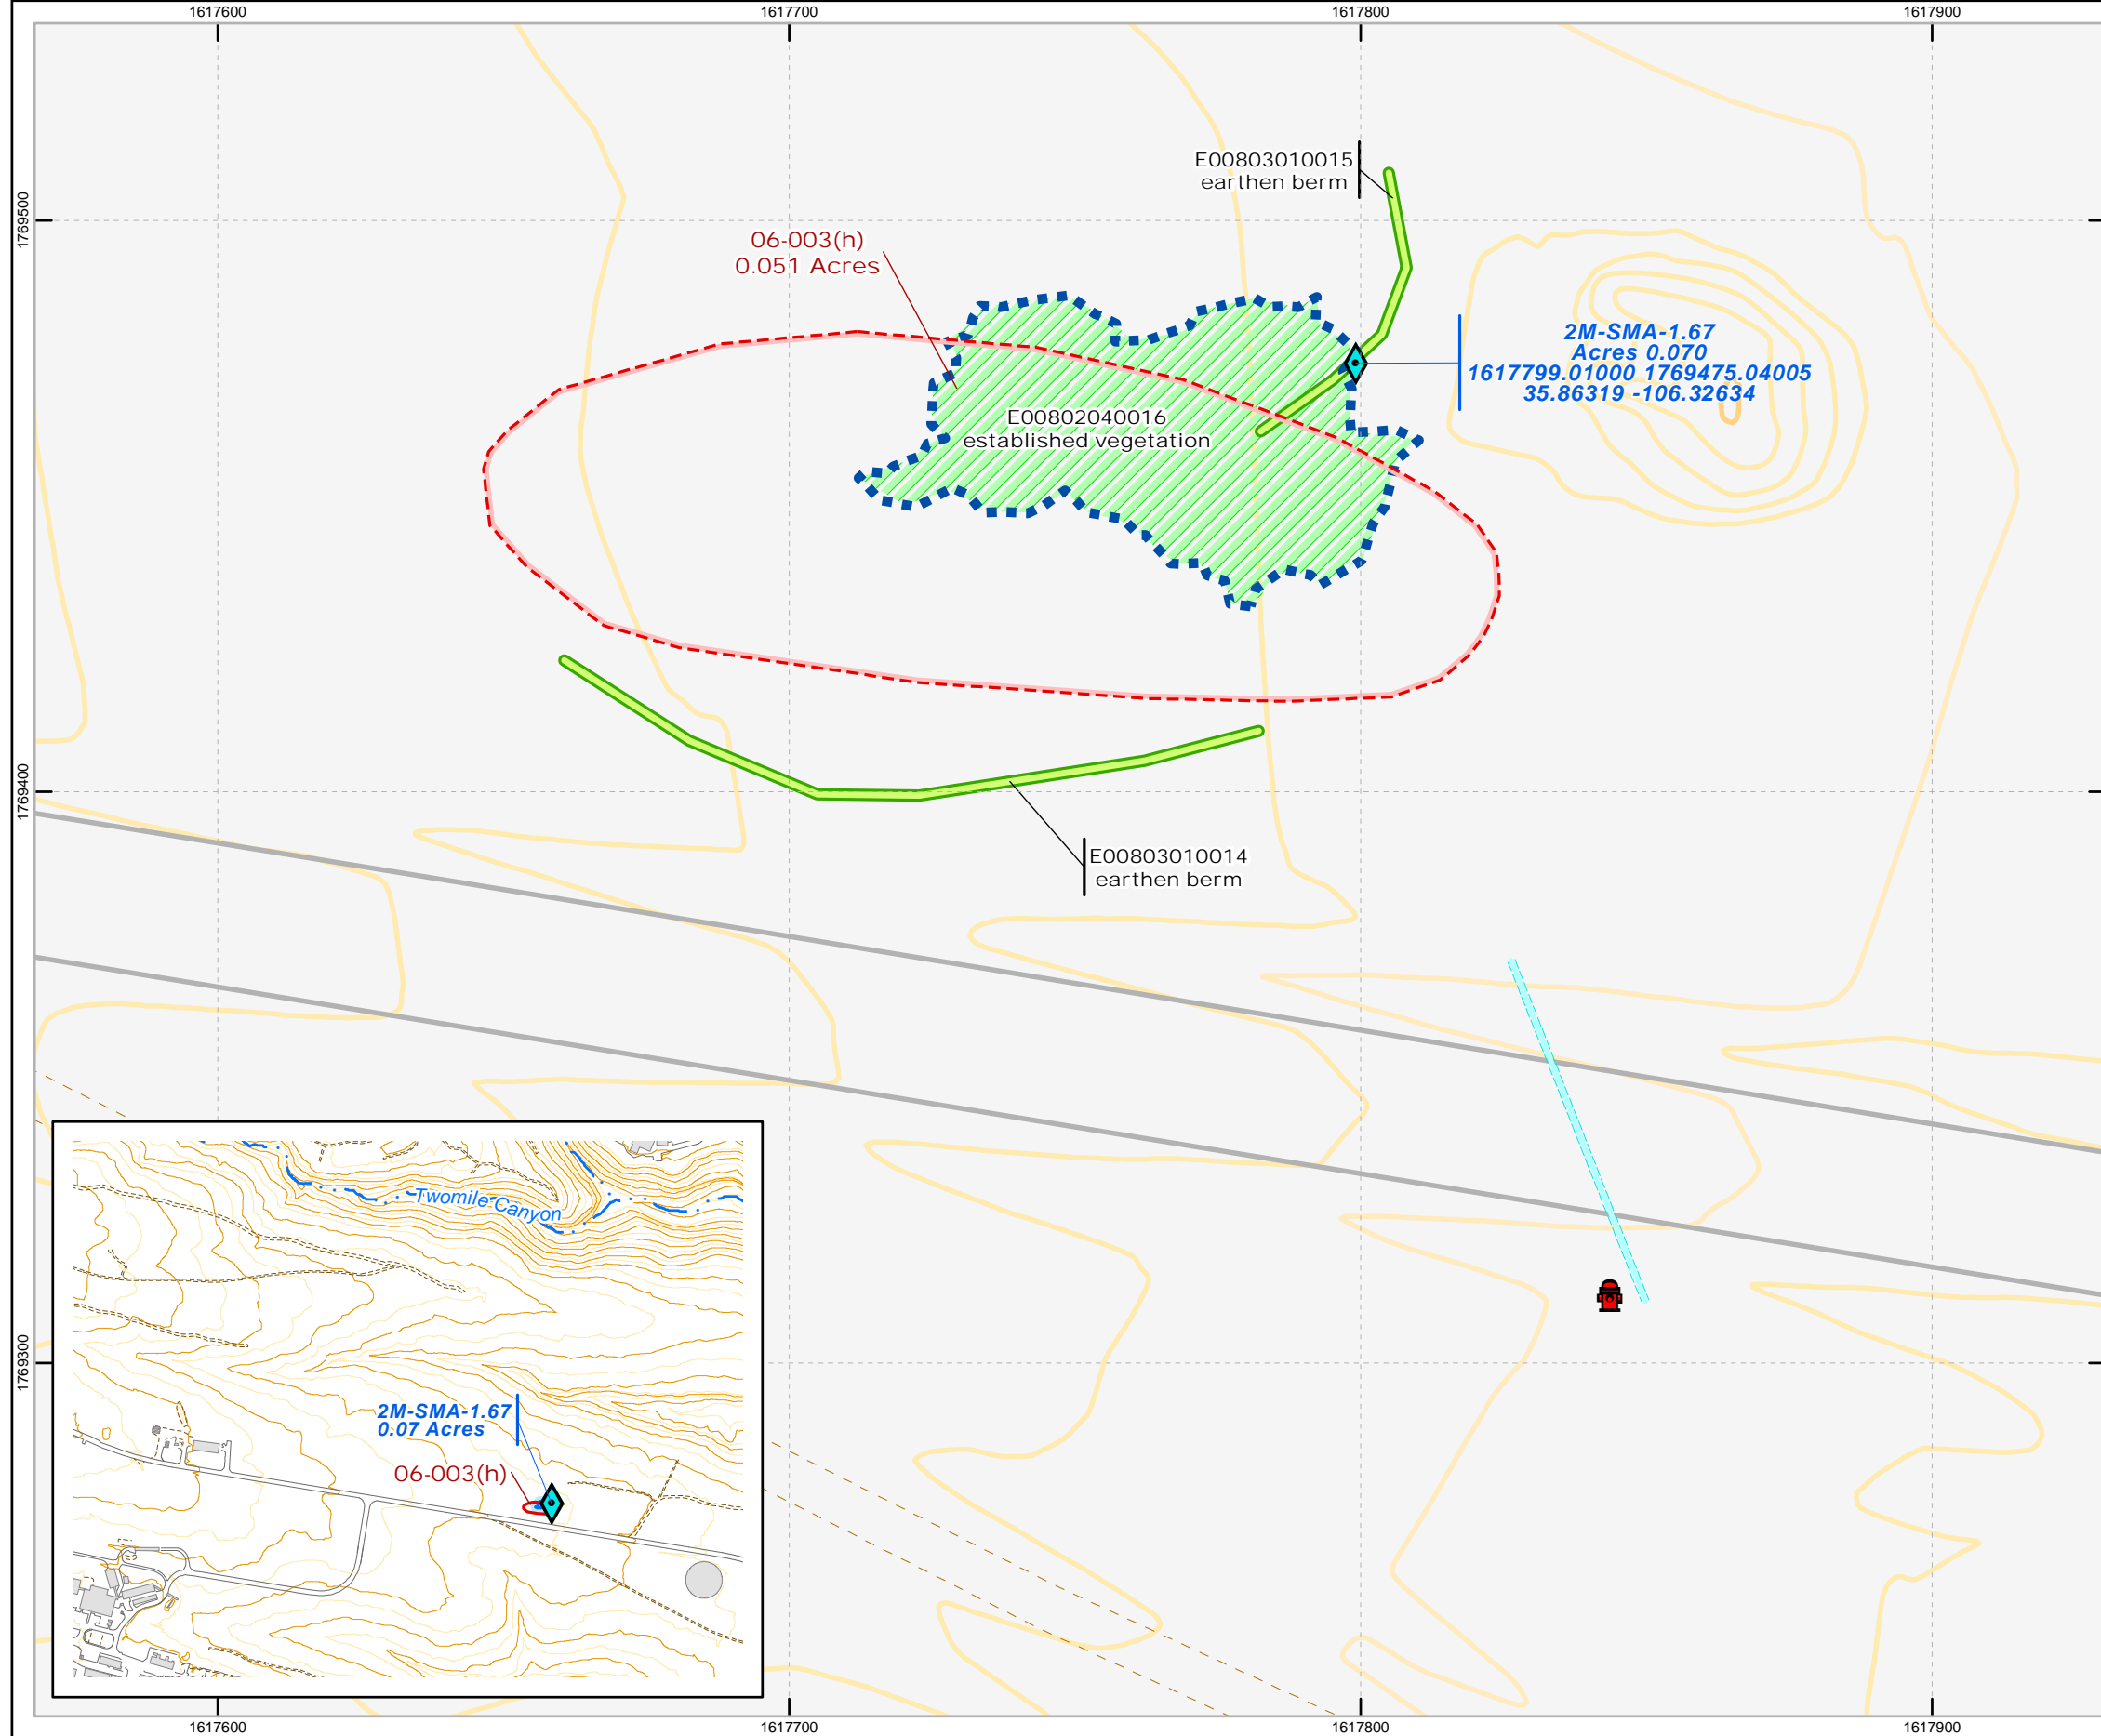 1617600
1617700
1617800
1617900
1769500
1769400
1769300
E00803010015
earthen berm
06-003(h)
0.051 Acres
2M-SMA-1.67
Acres 0.070
1617799.01000 1769475.04005
35.86319 -106.32634
E00802040016
established vegetation
E00803010014
earthen berm
Twomile Canyon
2M-SMA-1.67
0.07 Acres
06-003(h)
1617600
1617700
1617800
1617900